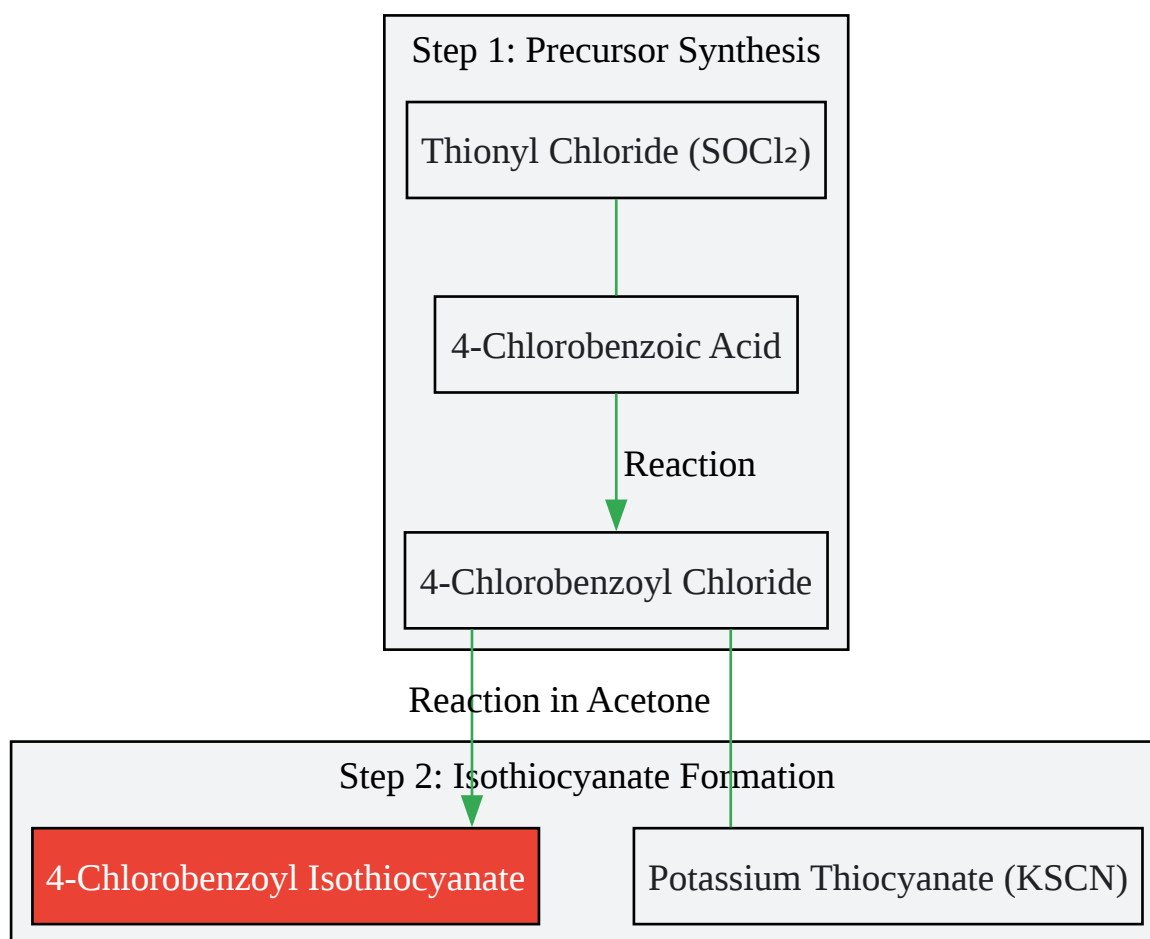 Step 1: Precursor Synthesis
Thionyl Chloride (SOCl₂)
4-Chlorobenzoic Acid
Reaction
4-Chlorobenzoyl Chloride
Reaction in Acetone
Step 2: Isothiocyanate Formation
4-Chlorobenzoyl Isothiocyanate
Potassium Thiocyanate (KSCN)